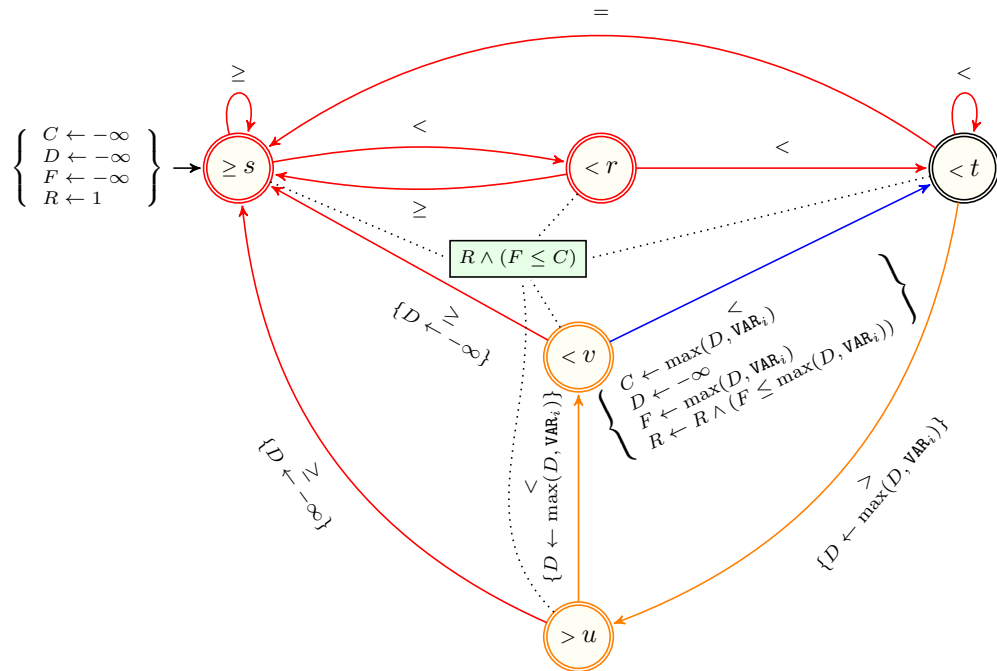 =
≥
<
C ← −∞
D ← −∞
F ← −∞
R ← 1
<
<
≥ s
< r
< t
≥
R ∧ (F ≤ C)
≥
{D ← −∞}
< v
<
C ← max(D, VAR_i)
D ← −∞
F ← max(D, VAR_i)
R ← R ∧ (F ≤ max(D, VAR_i))
≥
{D ← −∞}
<
{D ← max(D, VAR_i)}
>
{D ← max(D, VAR_i)}
> u